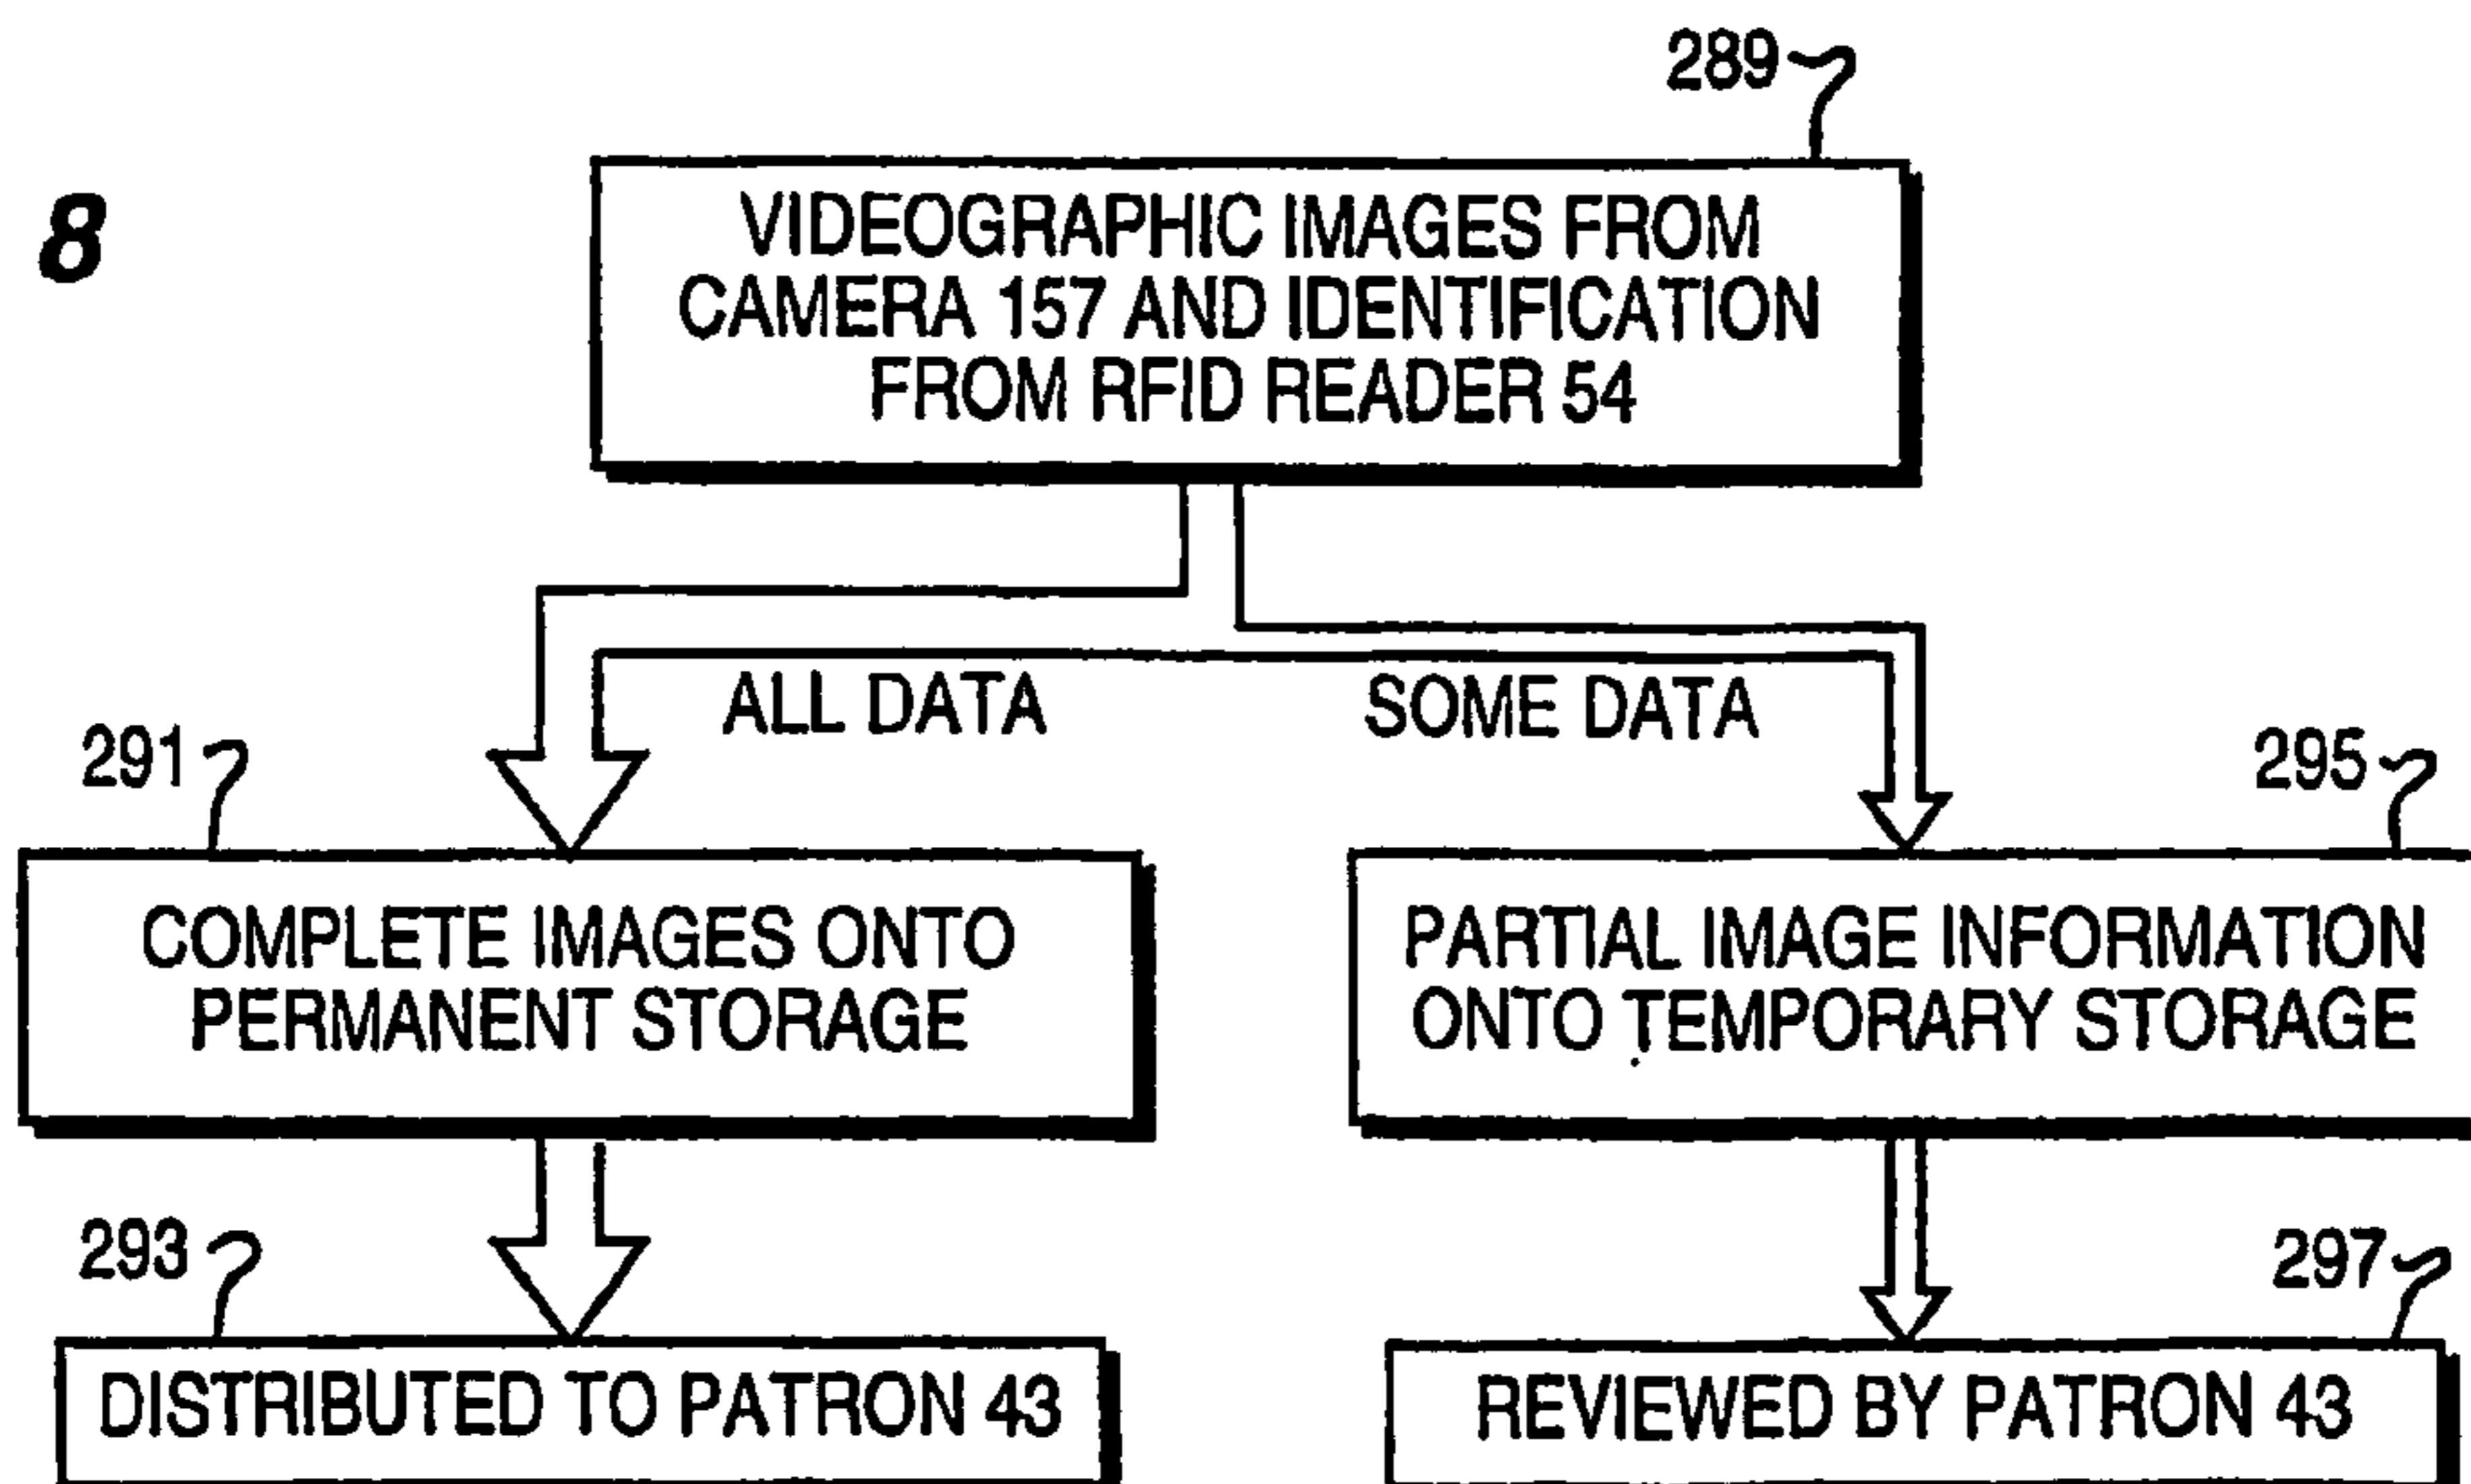 289
8
VIDEOGRAPHIC IMAGES FROM
CAMERA 157 AND IDENTIFICATION
FROM RFID READER 54
ALL DATA
SOME DATA
291
295
COMPLETE IMAGES ONTO
PERMANENT STORAGE
PARTIAL IMAGE INFORMATION
ONTO TEMPORARY STORAGE
293
297
DISTRIBUTED TO PATRON 43
REVIEWED BY PATRON 43